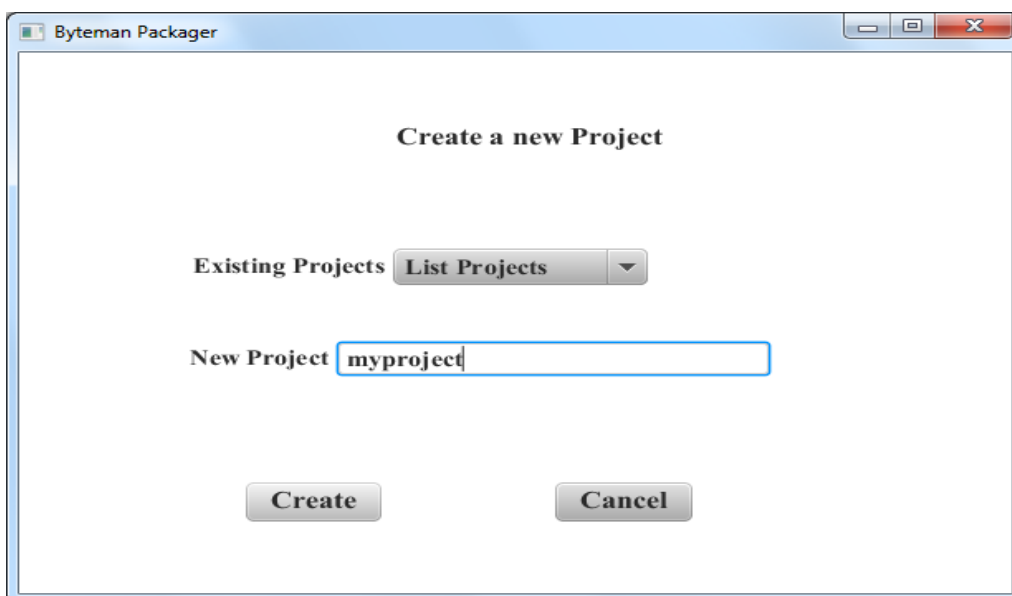 Byteman Packager
Create a new Project
Existing Projects List Projects
New Project myproject
Create Cancel